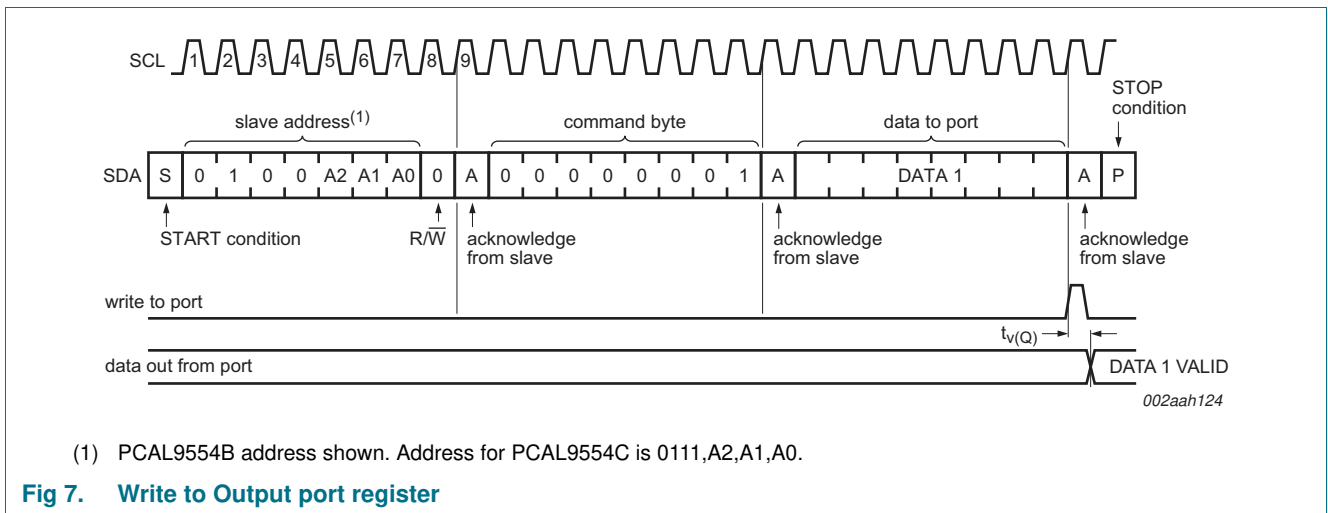 SCL 1 2 3 4 5 6 7 8 9
STOP condition
slave address(1) command byte data to port
SDA S 0 1 0 0 A2 A1 A0 0 A 0 0 0 0 0 0 0 1 A DATA 1 A P
START condition R/W̅ acknowledge from slave acknowledge from slave acknowledge from slave
write to port
tv(Q)
data out from port DATA 1 VALID
002aah124
(1) PCAL9554B address shown. Address for PCAL9554C is 0111,A2,A1,A0.
Fig 7. Write to Output port register